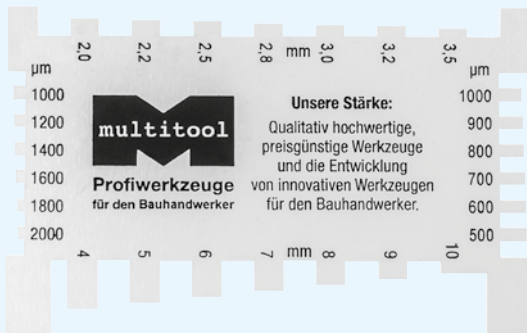 2,0 2,2 2,5 2,8 mm 3,0 3,2 3,5
µm
1000
1200
1400
1600
1800
2000
multitool
Profiwerkzeuge
für den Bauhandwerker
Unsere Stärke:
Qualitativ hochwertige,
preisgünstige Werkzeuge
und die Entwicklung
von innovativen Werkzeugen
für den Bauhandwerker.
µm
1000
900
800
700
600
500
4 5 6 7 mm 8 9 10